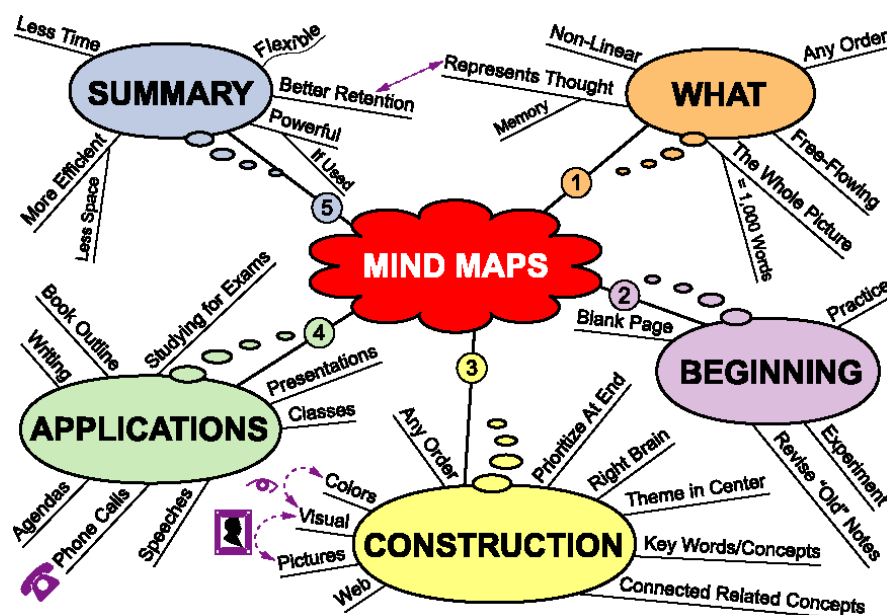 MIND MAPS
1
WHAT
Non-Linear
Represents Thought
Memory
Any Order
Free-Flowing
The Whole Picture
= 1,000 Words
2
BEGINNING
Blank Page
Practice
Experiment
Revise "Old" Notes
3
CONSTRUCTION
Any Order
Prioritize At End
Right Brain
Theme in Center
Key Words/Concepts
Connected Related Concepts
Colors
Visual
Pictures
Web
4
APPLICATIONS
Writing
Book Outline
Studying for Exams
Presentations
Classes
Speeches
Phone Calls
Agendas
5
SUMMARY
Less Time
Flexible
Better Retention
Powerful
If Used
More Efficient
Less Space